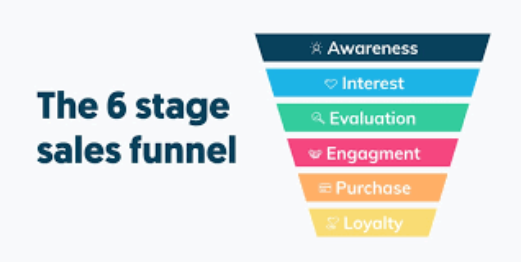 The 6 stage
sales funnel
Awareness
Interest
Evaluation
Engagment
Purchase
Loyalty